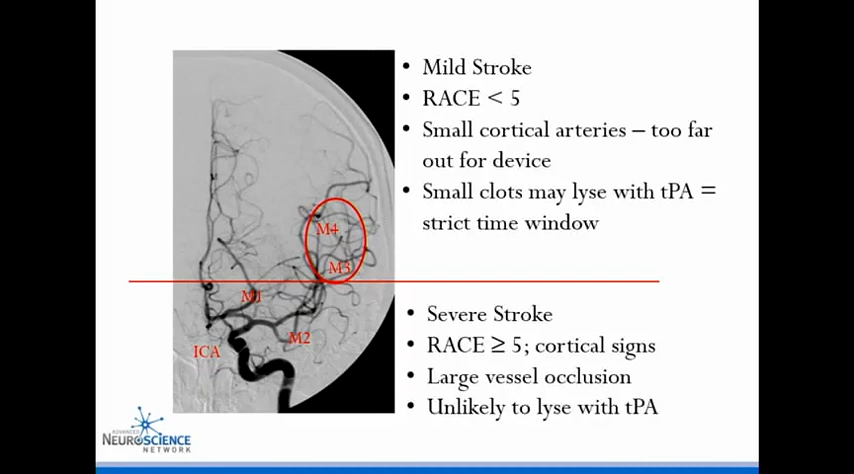 • Mild Stroke
• RACE < 5
• Small cortical arteries – too far
out for device
• Small clots may lyse with tPA =
strict time window
M4
M3
M1
M2
ICA
• Severe Stroke
• RACE ≥ 5; cortical signs
• Large vessel occlusion
• Unlikely to lyse with tPA
ADVANCED
NEUROSCIENCE
NETWORK